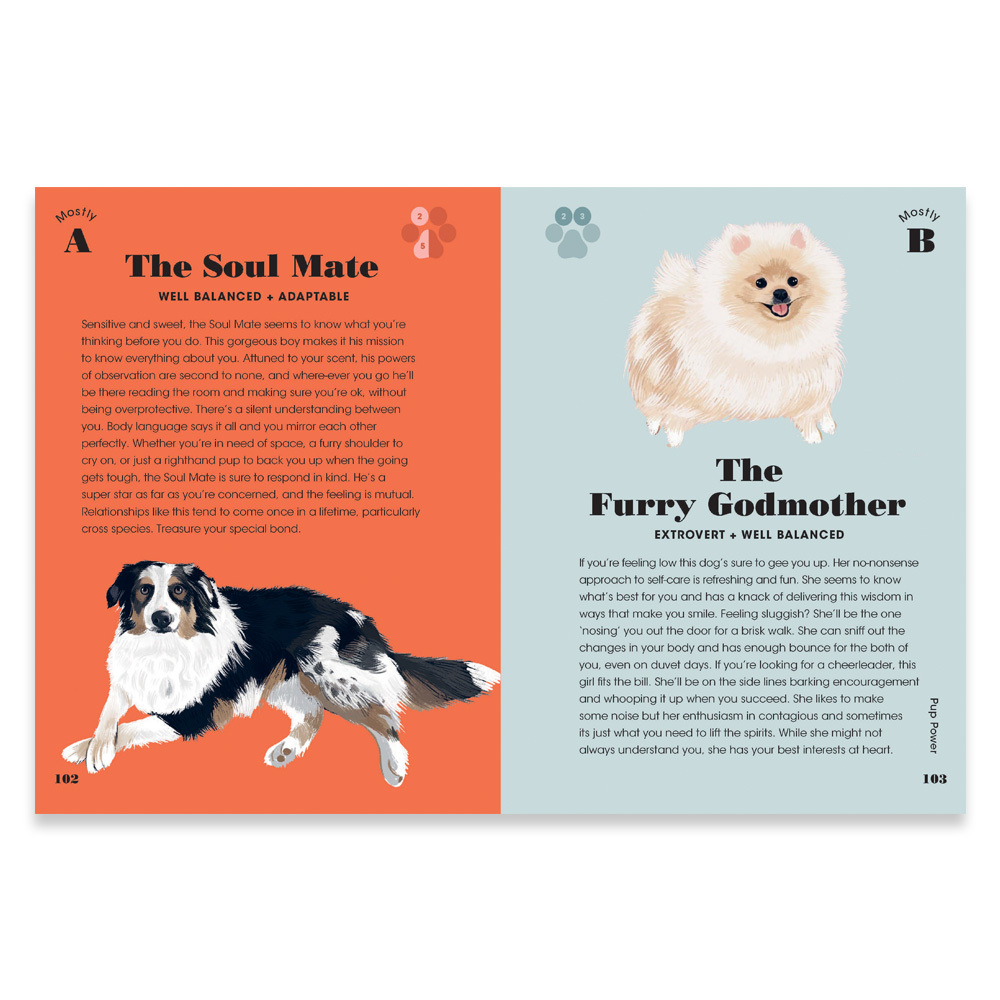 Mostly
A
2
5
The Soul Mate
WELL BALANCED + ADAPTABLE
Sensitive and sweet, the Soul Mate seems to know what you're
thinking before you do. This gorgeous boy makes it his mission
to know everything about you. Attuned to your scent, his powers
of observation are second to none, and where-ever you go he'll
be there reading the room and making sure you're ok, without
being overprotective. There's a silent understanding between
you. Body language says it all and you mirror each other
perfectly. Whether you're in need of space, a furry shoulder to
cry on, or just a righthand pup to back you up when the going
gets tough, the Soul Mate is sure to respond in kind. He's a
super star as far as you're concerned, and the feeling is mutual.
Relationships like this tend to come once in a lifetime, particularly
cross species. Treasure your special bond.
102
2 3
Mostly
B
The
Furry Godmother
EXTROVERT + WELL BALANCED
If you're feeling low this dog's sure to gee you up. Her no-nonsense
approach to self-care is refreshing and fun. She seems to know
what's best for you and has a knack of delivering this wisdom in
ways that make you smile. Feeling sluggish? She'll be the one
'nosing' you out the door for a brisk walk. She can sniff out the
changes in your body and has enough bounce for the both of
you, even on duvet days. If you're looking for a cheerleader, this
girl fits the bill. She'll be on the side lines barking encouragement
and whooping it up when you succeed. She likes to make
some noise but her enthusiasm in contagious and sometimes
its just what you need to lift the spirits. While she might not
always understand you, she has your best interests at heart.
Pup Power
103